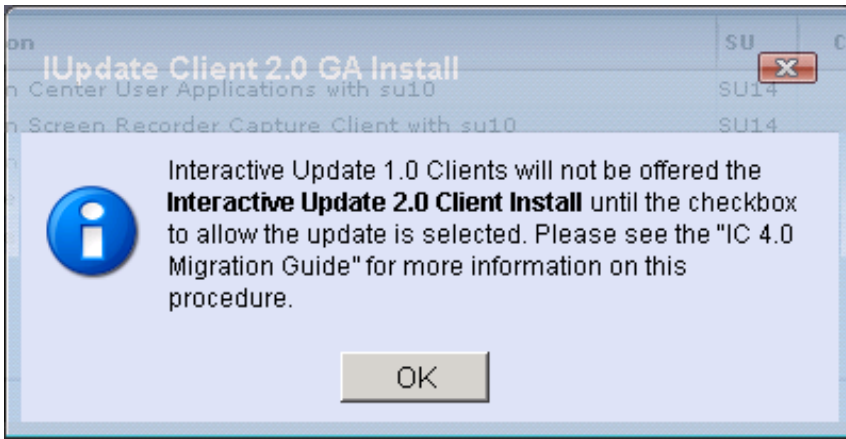 on SU C
IUpdate Client 2.0 GA Install
n Center User Applications with su10 SU14
n Screen Recorder Capture Client with su10 SU14
Interactive Update 1.0 Clients will not be offered the
Interactive Update 2.0 Client Install until the checkbox
to allow the update is selected. Please see the "IC 4.0
Migration Guide" for more information on this
procedure.
OK